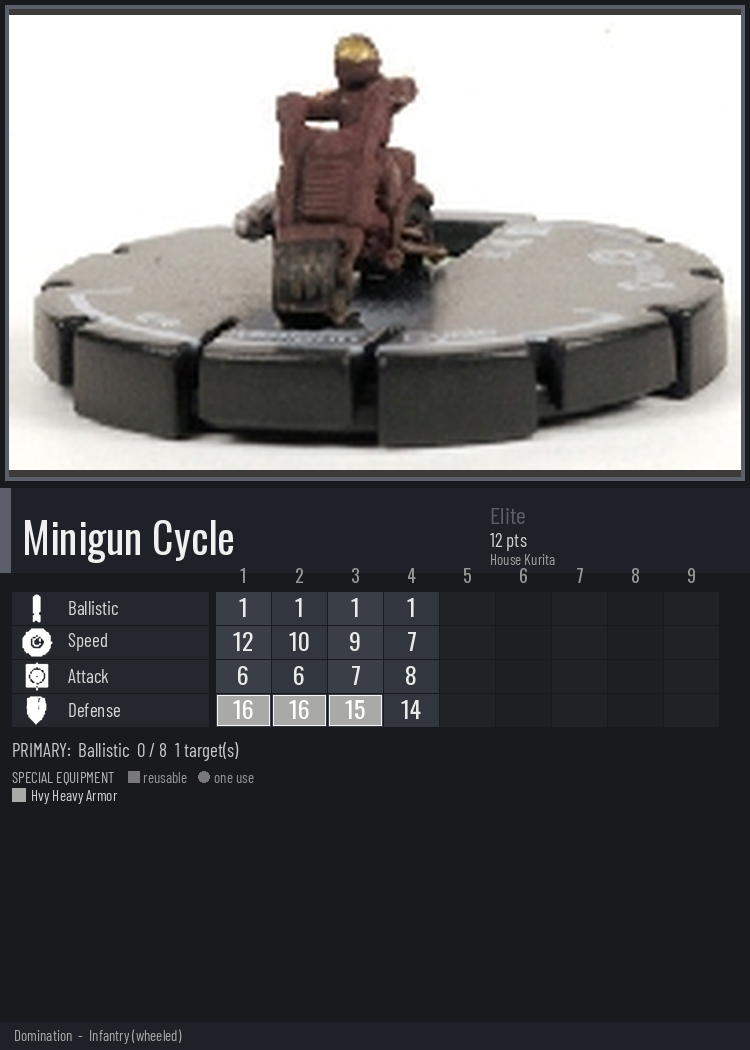 Minigun Cycle
Elite
12 pts
House Kurita
1 2 3 4 5 6 7 8 9
Ballistic 1 1 1 1
Speed 12 10 9 7
Attack 6 6 7 8
Defense 16 16 15 14
PRIMARY: Ballistic 0 / 8 1 target(s)
SPECIAL EQUIPMENT reusable one use
Hvy Heavy Armor
Domination - Infantry (wheeled)